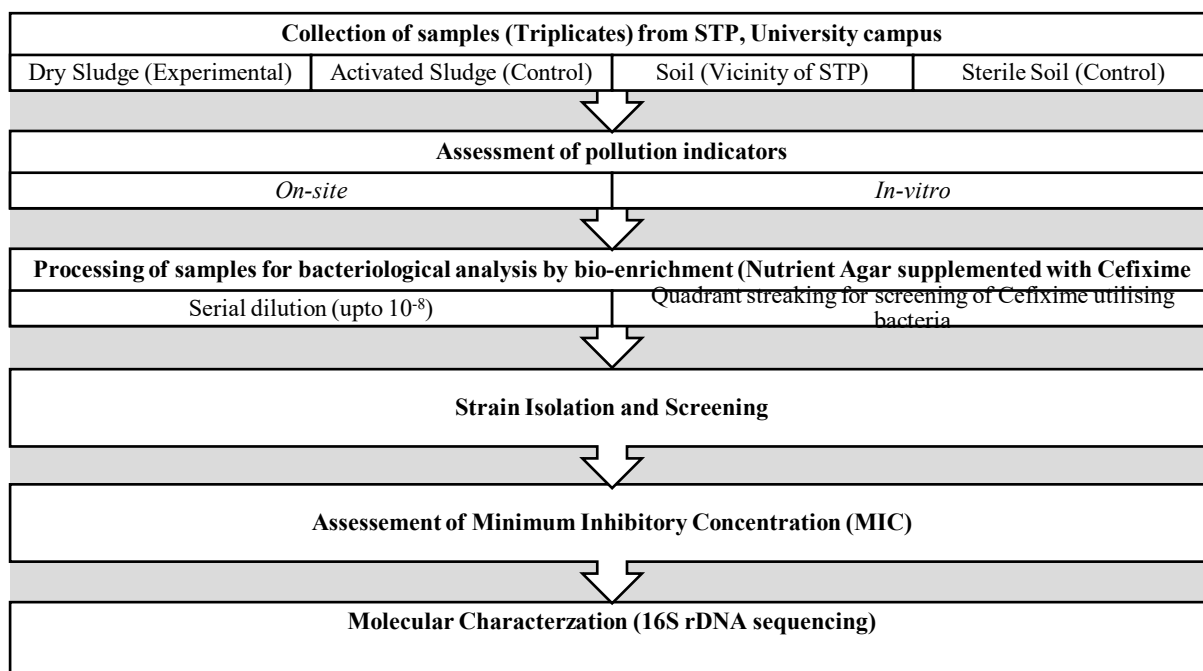 Collection of samples (Triplicates) from STP, University campus
Dry Sludge (Experimental)
Activated Sludge (Control)
Soil (Vicinity of STP)
Sterile Soil (Control)
Assessment of pollution indicators
On-site
In-vitro
Processing of samples for bacteriological analysis by bio-enrichment (Nutrient Agar supplemented with Cefixime
Serial dilution (upto 10⁻⁸)
Quadrant streaking for screening of Cefixime utilising
bacteria
Strain Isolation and Screening
Assessement of Minimum Inhibitory Concentration (MIC)
Molecular Characterzation (16S rDNA sequencing)